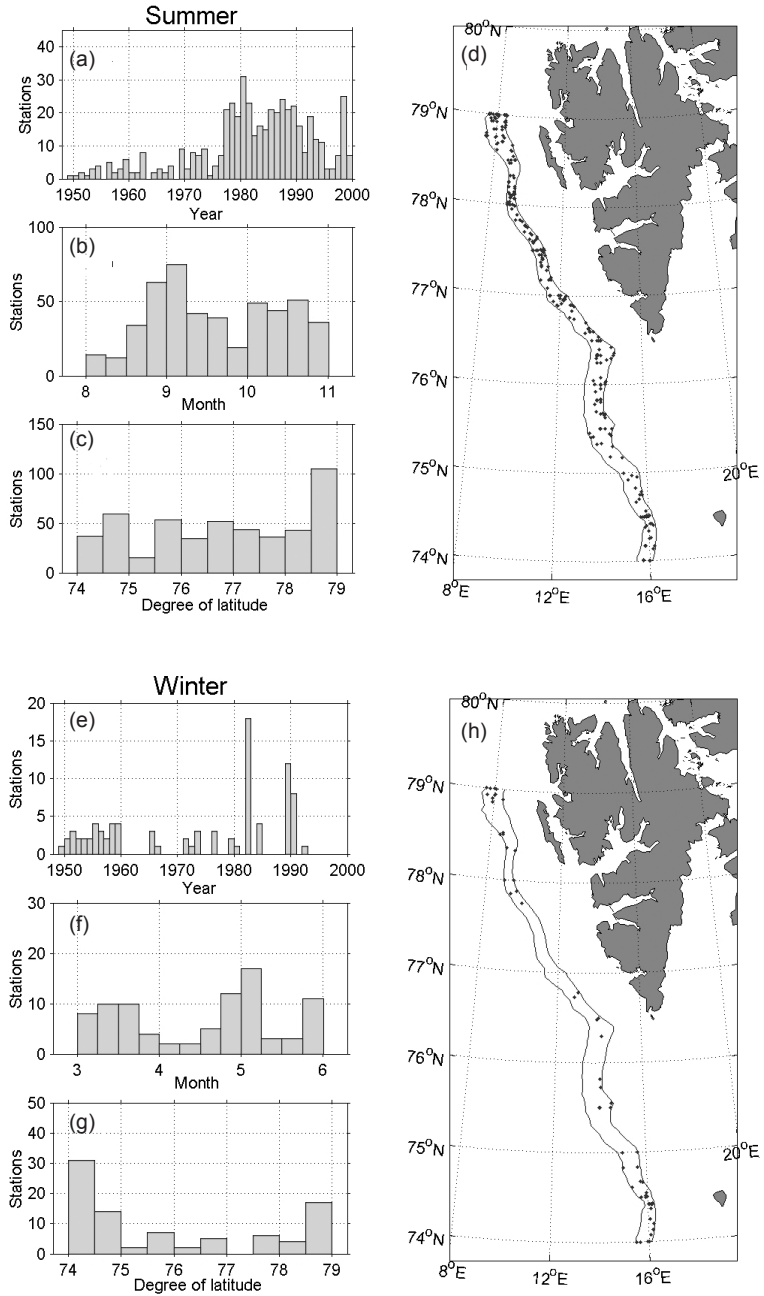 Summer
(a)
40
30
20
10
0
Stations
1950 1960 1970 1980 1990 2000
Year
(b)
100
50
0
Stations
8 9 10 11
Month
(c)
150
100
50
0
Stations
74 75 76 77 78 79
Degree of latitude
(d)
80°N
79°N
78°N
77°N
76°N
75°N
74°N
20°E
8°E 12°E 16°E
Winter
(e)
20
15
10
5
0
Stations
1950 1960 1970 1980 1990 2000
Year
(f)
30
20
10
0
Stations
3 4 5 6
Month
(g)
50
40
30
20
10
0
Stations
74 75 76 77 78 79
Degree of latitude
(h)
80°N
79°N
78°N
77°N
76°N
75°N
74°N
20°E
8°E 12°E 16°E